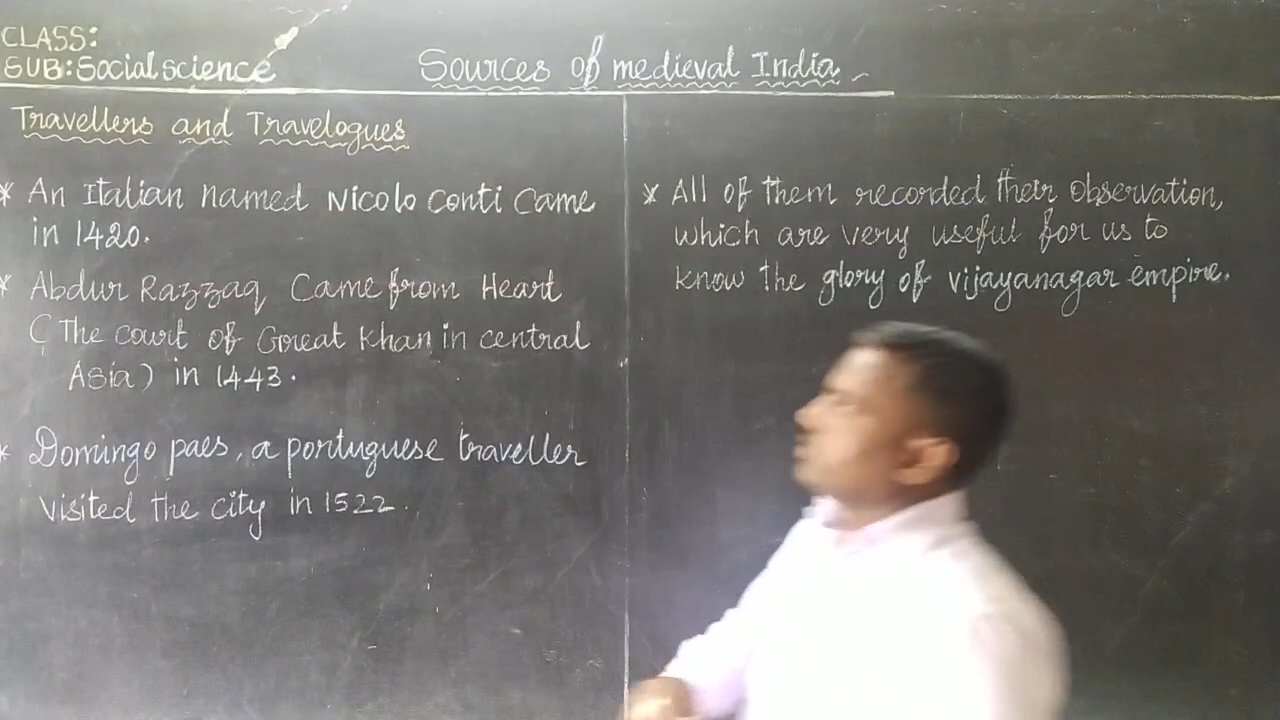 CLASS:
SUB: Social science
Sources of medieval India
Travellers and Travelogues
* An Italian named Nicolo Conti Came
in 1420.
* Abdur Razzaq Came from Heart
( The court of Great Khan in central
Asia) in 1443.
* Domingo paes, a portuguese traveller
visited the city in 1522.
* All of them recorded their observation,
which are very useful for us to
know the glory of vijayanagar empire.